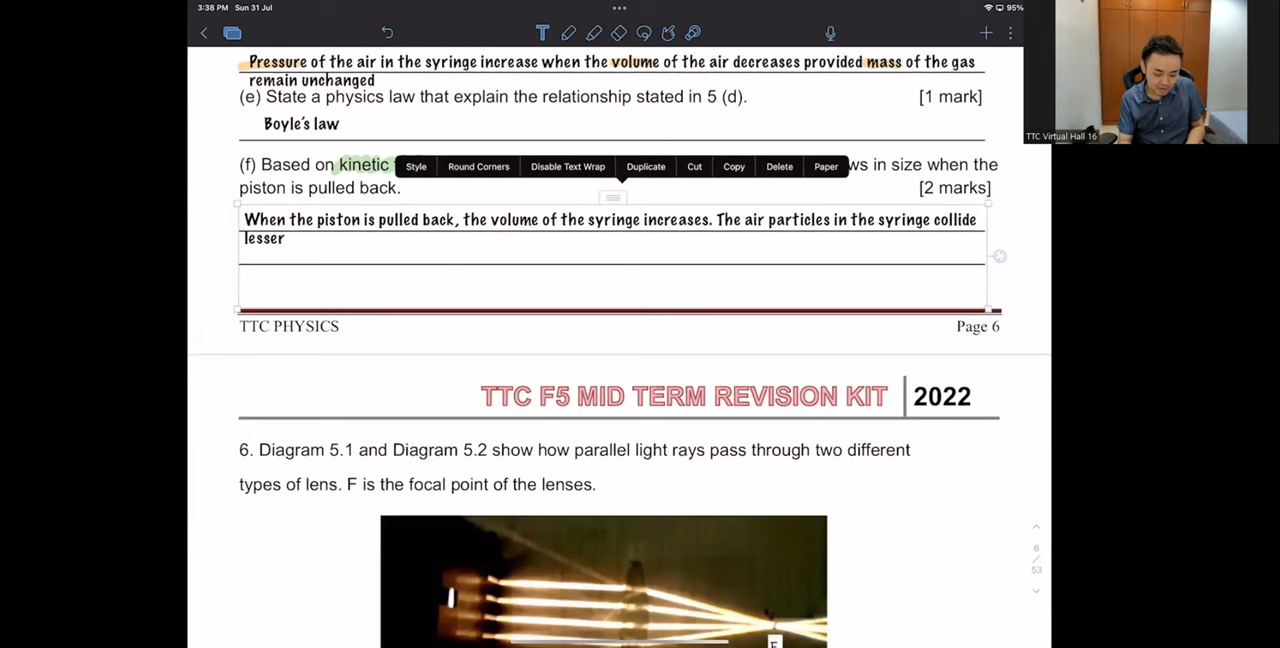 3:38 PM Sun 31 Jul
95%
T
Pressure of the air in the syringe increase when the volume of the air decreases provided mass of the gas
remain unchanged
(e) State a physics law that explain the relationship stated in 5 (d). [1 mark]
Boyle's law
(f) Based on kinetic
Style Round Corners Disable Text Wrap Duplicate Cut Copy Delete Paper
in size when the
piston is pulled back. [2 marks]
When the piston is pulled back, the volume of the syringe increases. The air particles in the syringe collide
lesser
TTC PHYSICS Page 6
TTC F5 MID TERM REVISION KIT 2022
6. Diagram 5.1 and Diagram 5.2 show how parallel light rays pass through two different
types of lens. F is the focal point of the lenses.
F
6
/
53
TTC Virtual Hall 16